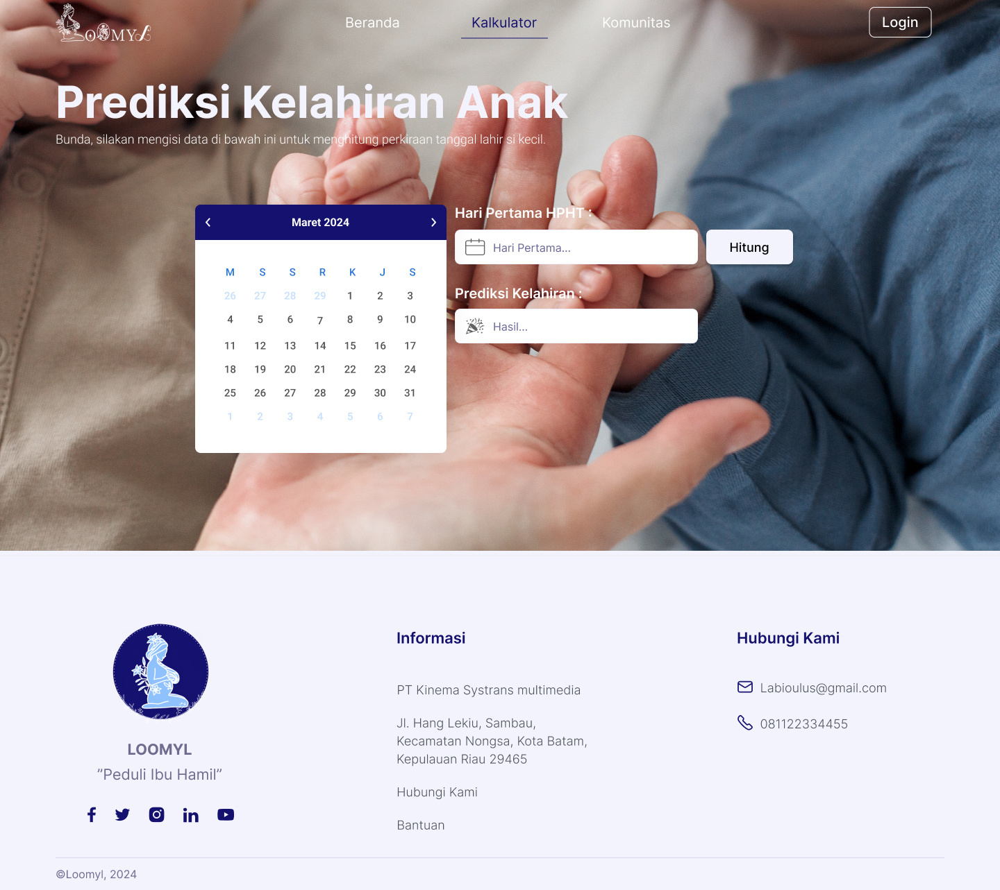 LOOMYL
Beranda
Kalkulator
Komunitas
Login
Prediksi Kelahiran Anak
Bunda, silakan mengisi data di bawah ini untuk menghitung perkiraan tanggal lahir si kecil.
Maret 2024
M S S R K J S
26 27 28 29 1 2 3
4 5 6 7 8 9 10
11 12 13 14 15 16 17
18 19 20 21 22 23 24
25 26 27 28 29 30 31
1 2 3 4 5 6 7
Hari Pertama HPHT :
Hari Pertama...
Hitung
Prediksi Kelahiran :
Hasil...
LOOMYL
”Peduli Ibu Hamil”
Informasi
PT Kinema Systrans multimedia
Jl. Hang Lekiu, Sambau,
Kecamatan Nongsa, Kota Batam,
Kepulauan Riau 29465
Hubungi Kami
Bantuan
Hubungi Kami
Labioulus@gmail.com
081122334455
©Loomyl, 2024